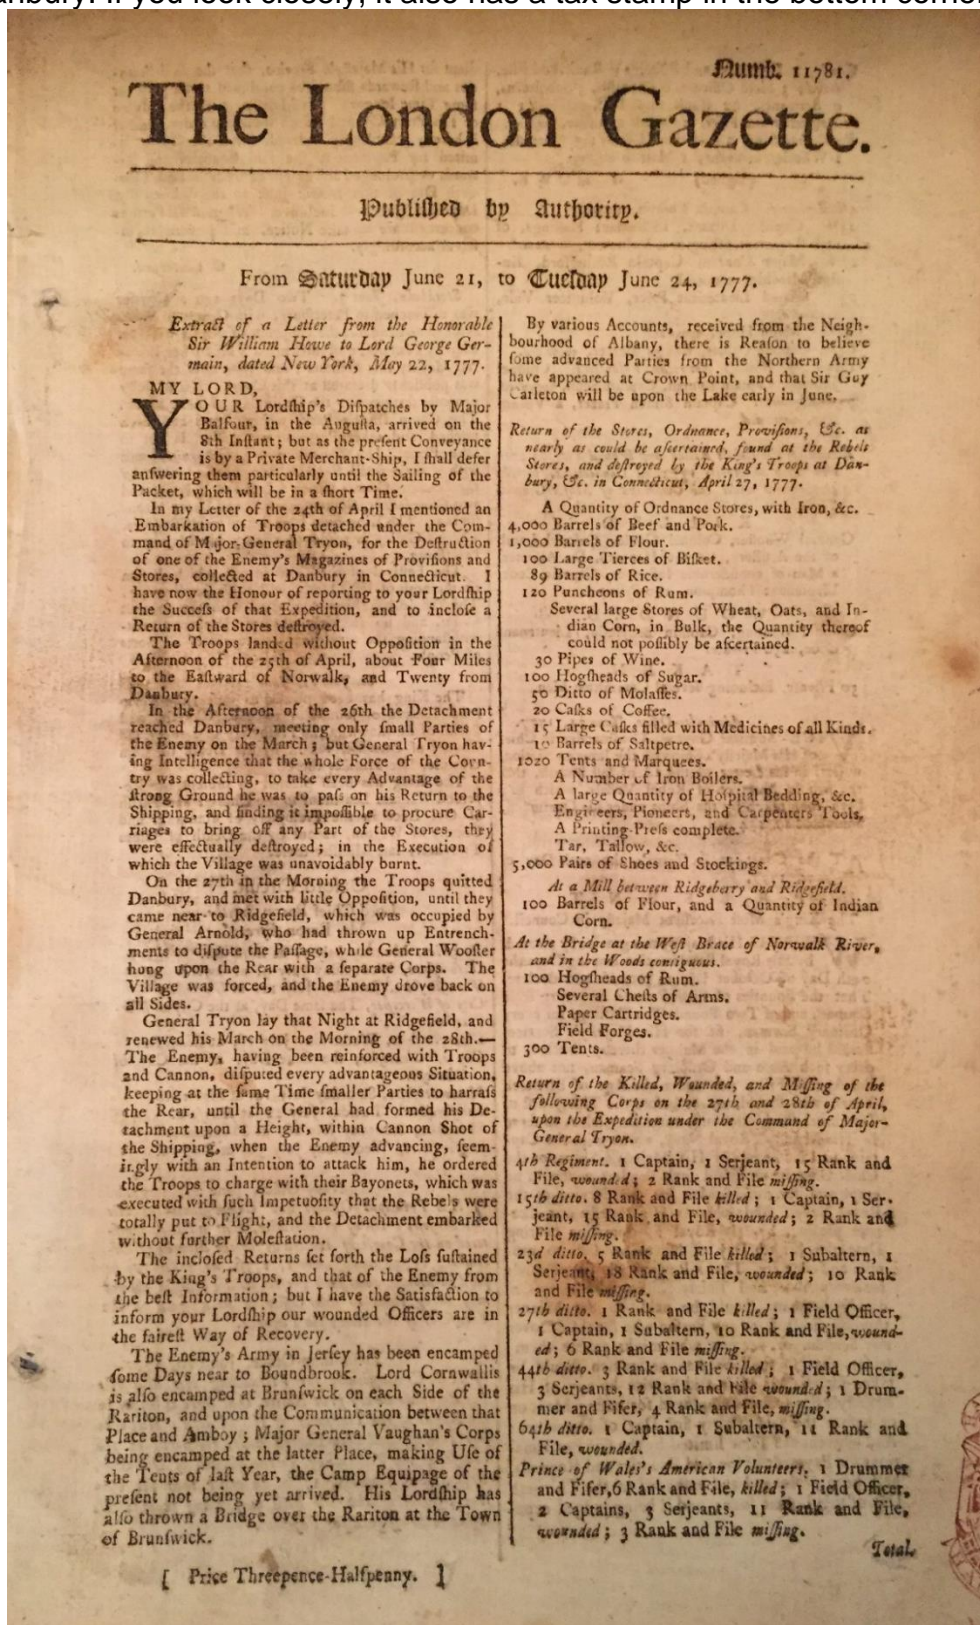 anbury. If you look closely, it also has a tax stamp in the bottom corner
Numb. 11781.
The London Gazette.
Publiſhed by Authority.
From Saturday June 21, to Tueſday June 24, 1777.
Extract of a Letter from the Honorable
Sir William Howe to Lord George Ger-
main, dated New York, May 22, 1777.
MY LORD,
YOUR Lordſhip's Diſpatches by Major
Balfour, in the Auguſta, arrived on the
8th Inſtant; but as the preſent Conveyance
is by a Private Merchant-Ship, I ſhall defer
anſwering them particularly until the Sailing of the
Packet, which will be in a ſhort Time.
In my Letter of the 24th of April I mentioned an
Embarkation of Troops detached under the Com-
mand of Major-General Tryon, for the Deſtruction
of one of the Enemy's Magazines of Proviſions and
Stores, collected at Danbury in Connecticut. I
have now the Honour of reporting to your Lordſhip
the Succeſs of that Expedition, and to incloſe a
Return of the Stores deſtroyed.
The Troops landed without Oppoſition in the
Afternoon of the 25th of April, about Four Miles
to the Eaſtward of Norwalk, and Twenty from
Danbury.
In the Afternoon of the 26th the Detachment
reached Danbury, meeting only ſmall Parties of
the Enemy on the March; but General Tryon hav-
ing Intelligence that the whole Force of the Coun-
try was collecting, to take every Advantage of the
ſtrong Ground he was to paſs on his Return to the
Shipping, and finding it impoſſible to procure Car-
riages to bring off any Part of the Stores, they
were effectually deſtroyed; in the Execution of
which the Village was unavoidably burnt.
On the 27th in the Morning the Troops quitted
Danbury, and met with little Oppoſition, until they
came near to Ridgefield, which was occupied by
General Arnold, who had thrown up Entrench-
ments to diſpute the Paſſage, while General Wooſter
hung upon the Rear with a ſeparate Corps. The
Village was forced, and the Enemy drove back on
all Sides.
General Tryon lay that Night at Ridgefield, and
renewed his March on the Morning of the 28th.—
The Enemy, having been reinforced with Troops
and Cannon, diſputed every advantageous Situation,
keeping at the ſame Time ſmaller Parties to harraſs
the Rear, until the General had formed his De-
tachment upon a Height, within Cannon Shot of
the Shipping, when the Enemy advancing, ſeem-
ingly with an Intention to attack him, he ordered
the Troops to charge with their Bayonets, which was
executed with ſuch Impetuoſity that the Rebels were
totally put to Flight, and the Detachment embarked
without further Moleſtation.
The incloſed Returns ſet forth the Loſs ſuſtained
by the King's Troops, and that of the Enemy from
the beſt Information; but I have the Satisfaction to
inform your Lordſhip our wounded Officers are in
the faireſt Way of Recovery.
The Enemy's Army in Jerſey has been encamped
ſome Days near to Boundbrook. Lord Cornwallis
is alſo encamped at Brunſwick on each Side of the
Rariton, and upon the Communication between that
Place and Amboy; Major General Vaughan's Corps
being encamped at the latter Place, making Uſe of
the Tents of laſt Year, the Camp Equipage of the
preſent not being yet arrived. His Lordſhip has
alſo thrown a Bridge over the Rariton at the Town
of Brunſwick.
[ Price Threepence-Halfpenny. ]
By various Accounts, received from the Neigh-
bourhood of Albany, there is Reaſon to believe
ſome advanced Parties from the Northern Army
have appeared at Crown Point, and that Sir Guy
Carleton will be upon the Lake early in June.
Return of the Stores, Ordnance, Proviſions, &c. as
nearly as could be aſcertained, found at the Rebels
Stores, and deſtroyed by the King's Troops at Dan-
bury, &c. in Connecticut, April 27, 1777.
A Quantity of Ordnance Stores, with Iron, &c.
4,000 Barrels of Beef and Pork.
1,000 Barrels of Flour.
100 Large Tierces of Biſket.
89 Barrels of Rice.
120 Puncheons of Rum.
Several large Stores of Wheat, Oats, and In-
dian Corn, in Bulk, the Quantity thereof
could not poſſibly be aſcertained.
30 Pipes of Wine.
100 Hogſheads of Sugar.
50 Ditto of Molaſſes.
20 Caſks of Coffee.
15 Large Caſks filled with Medicines of all Kinds.
10 Barrels of Saltpetre.
1020 Tents and Marquees.
A Number of Iron Boilers.
A large Quantity of Hoſpital Bedding, &c.
Engineers, Pioneers, and Carpenters Tools.
A Printing-Preſs complete.
Tar, Tallow, &c.
5,000 Pairs of Shoes and Stockings.
At a Mill between Ridgeberry and Ridgefield.
100 Barrels of Flour, and a Quantity of Indian
Corn.
At the Bridge at the Weſt Brace of Norwalk River,
and in the Woods contiguous.
100 Hogſheads of Rum.
Several Cheſts of Arms.
Paper Cartridges.
Field Forges.
300 Tents.
Return of the Killed, Wounded, and Miſſing of the
following Corps on the 27th and 28th of April,
upon the Expedition under the Command of Major-
General Tryon.
4th Regiment. 1 Captain, 1 Serjeant, 15 Rank and
File, wounded; 2 Rank and File miſſing.
15th ditto. 8 Rank and File killed; 1 Captain, 1 Ser-
jeant, 15 Rank and File, wounded; 2 Rank and
File miſſing.
23d ditto. 5 Rank and File killed; 1 Subaltern, 1
Serjeant, 18 Rank and File, wounded; 10 Rank
and File miſſing.
27th ditto. 1 Rank and File killed; 1 Field Officer,
1 Captain, 1 Subaltern, 10 Rank and File, wound-
ed; 6 Rank and File miſſing.
44th ditto. 3 Rank and File killed; 1 Field Officer,
3 Serjeants, 12 Rank and File wounded; 1 Drum-
mer and Fifer, 4 Rank and File, miſſing.
64th ditto. 1 Captain, 1 Subaltern, 11 Rank and
File, wounded.
Prince of Wales's American Volunteers. 1 Drummer
and Fifer, 6 Rank and File, killed; 1 Field Officer,
2 Captains, 3 Serjeants, 11 Rank and File,
wounded; 3 Rank and File miſſing.
Total.